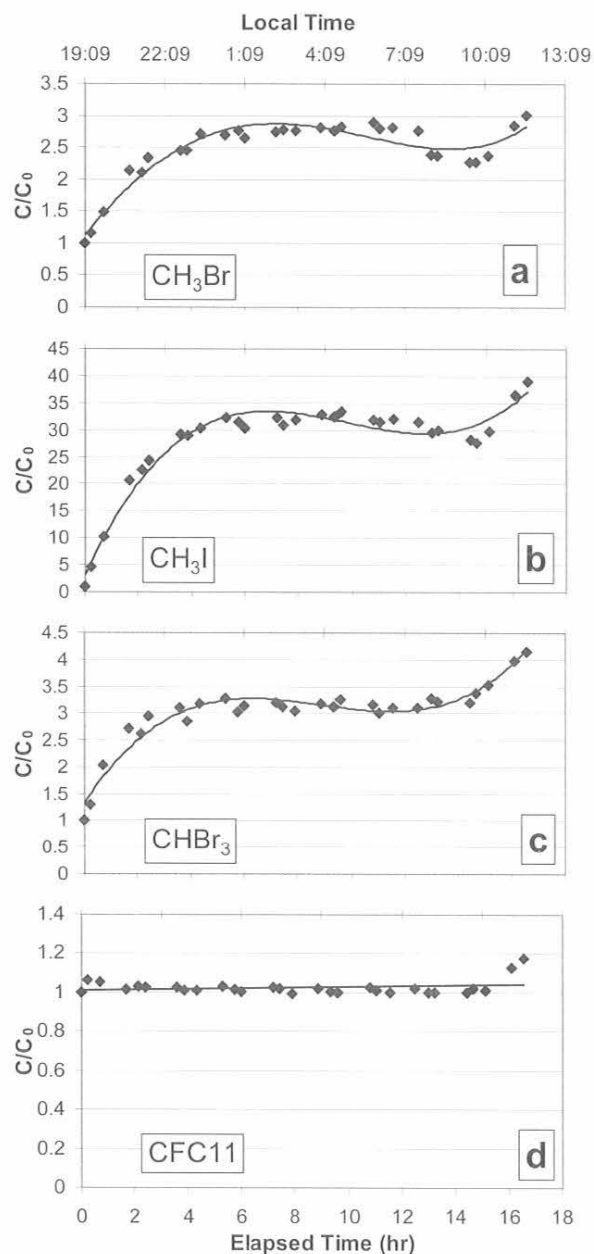 Local Time
19:09 22:09 1:09 4:09 7:09 10:09 13:09
3.5
3
2.5
2
1.5
1
0.5
0
C/C₀
CH₃Br
a
45
40
35
30
25
20
15
10
5
0
C/C₀
CH₃I
b
4.5
4
3.5
3
2.5
2
1.5
1
0.5
0
C/C₀
CHBr₃
c
1.4
1.2
1
0.8
0.6
0.4
0.2
0
C/C₀
CFC11
d
0 2 4 6 8 10 12 14 16 18
Elapsed Time (hr)